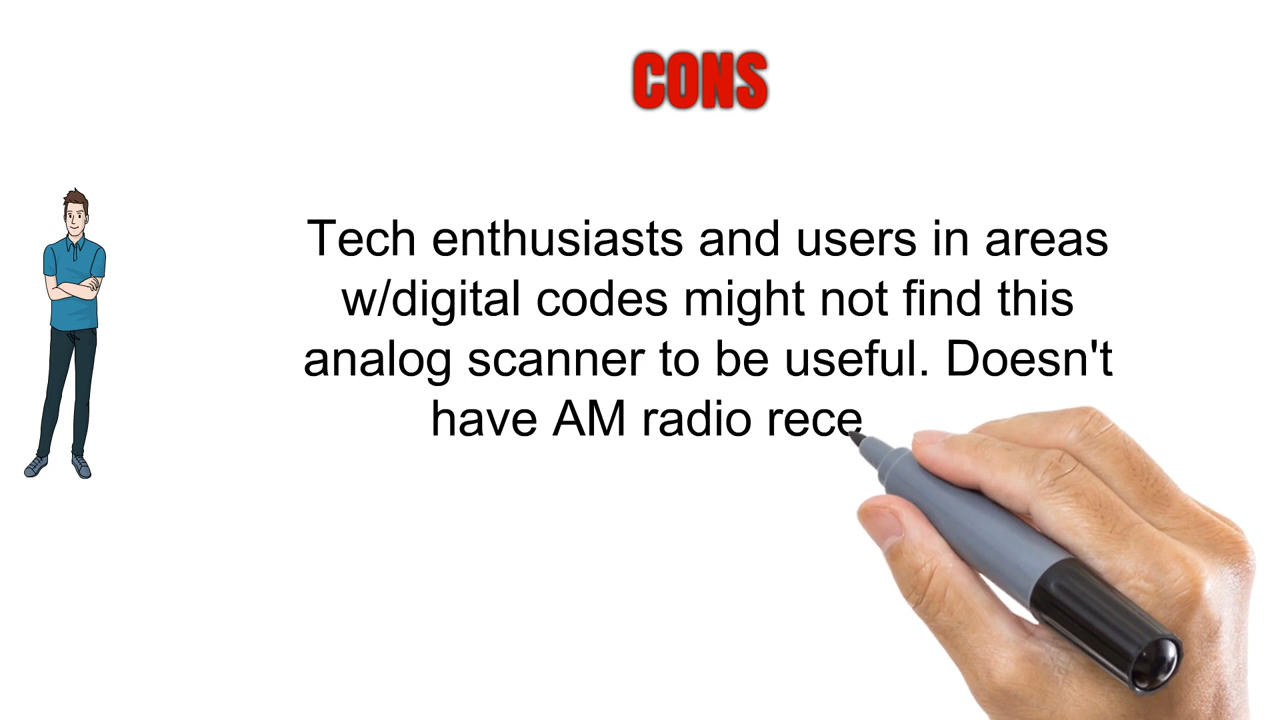 CONS
Tech enthusiasts and users in areas
w/digital codes might not find this
analog scanner to be useful. Doesn't
have AM radio rece